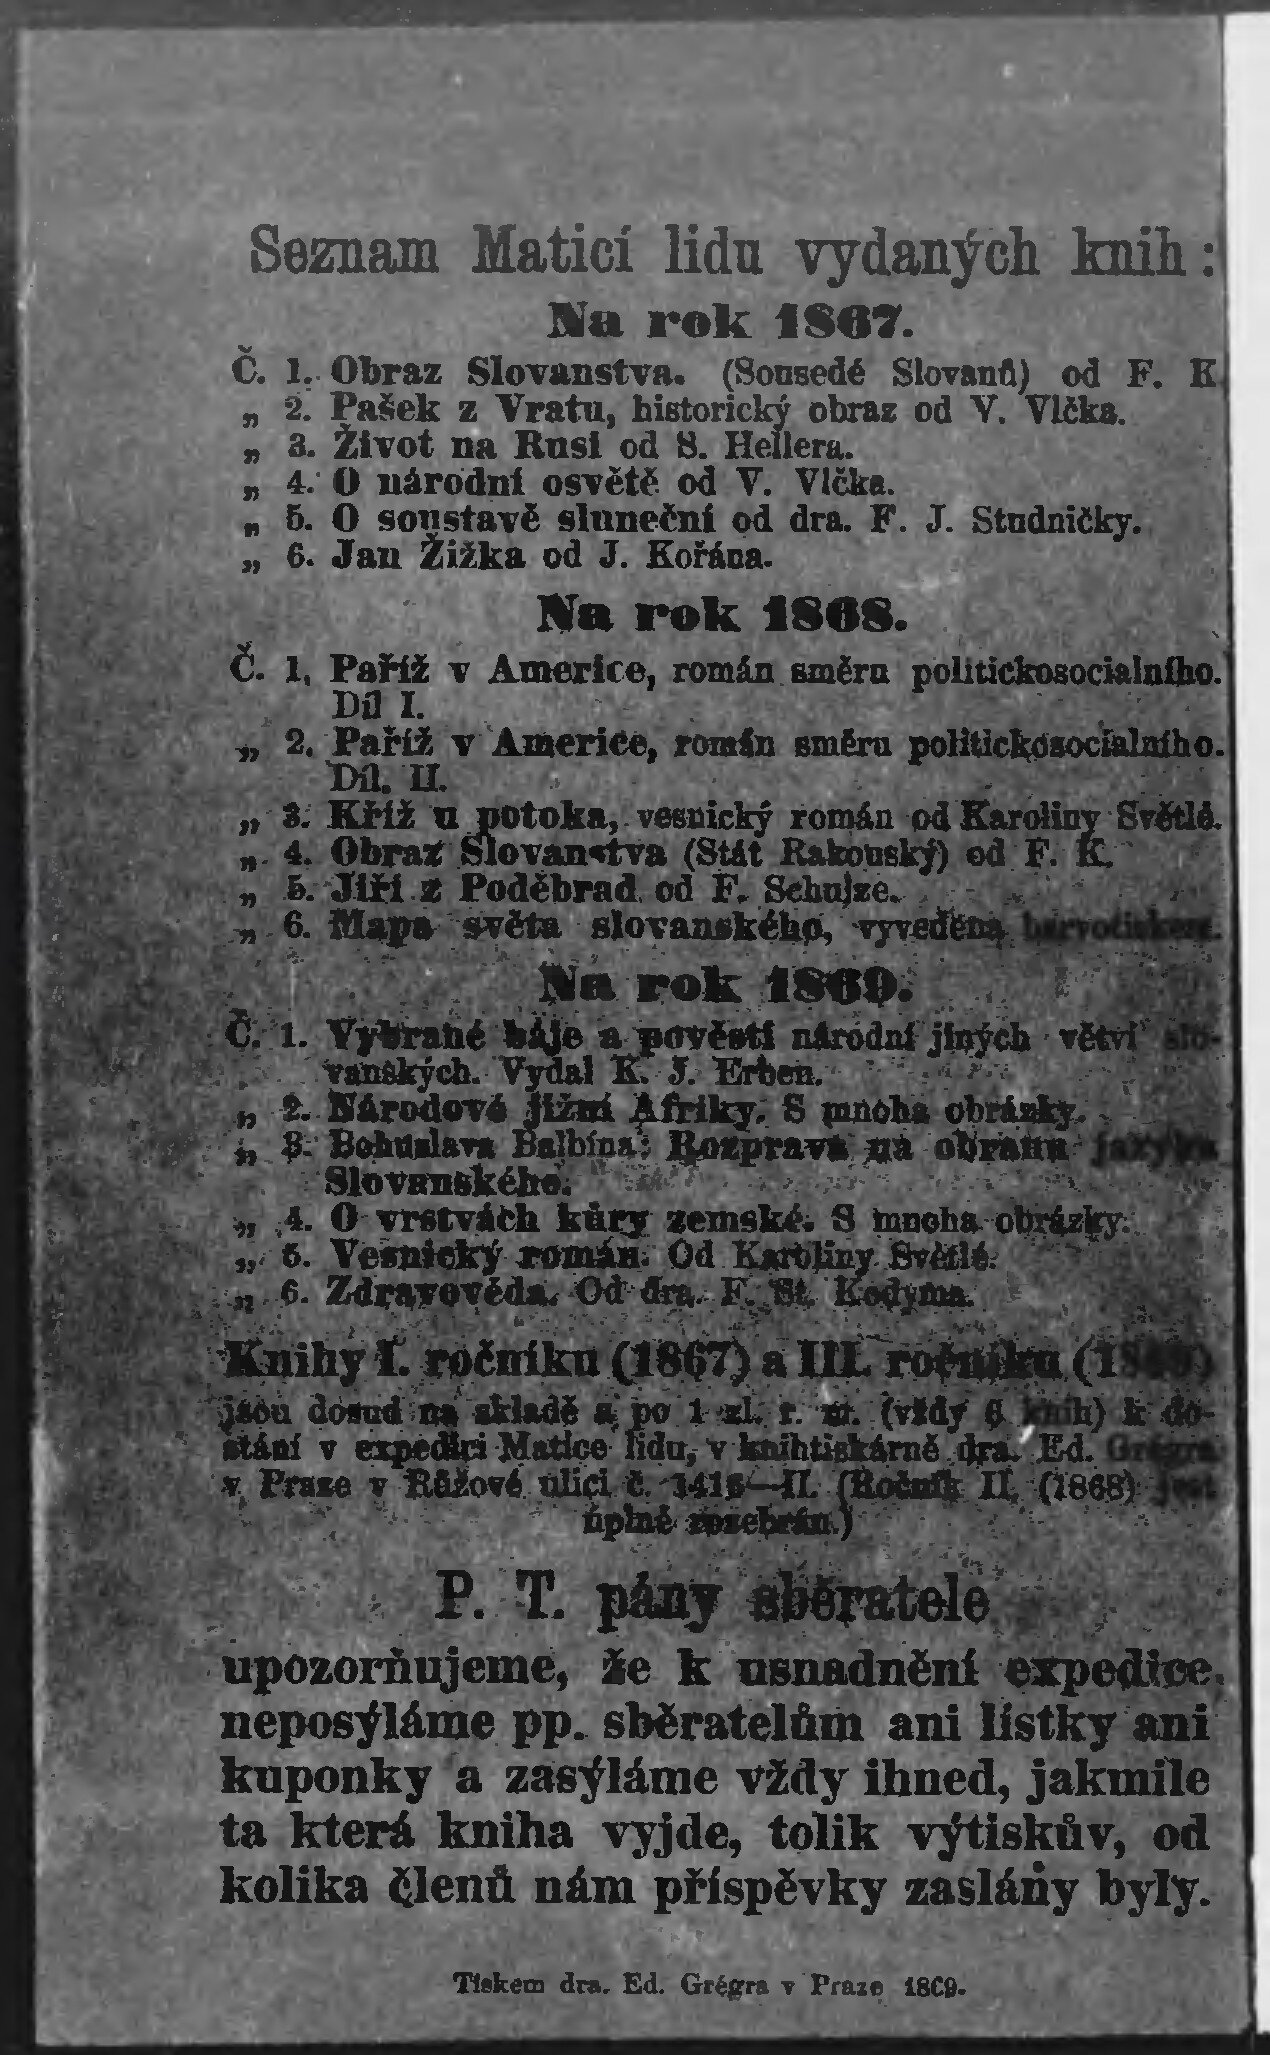 Seznam Maticí lidu vydaných knih:
Na rok 1867.
Č. 1. Obraz Slovanstva. (Sousedé Slovanů) od F. K
„ 2. Pašek z Vratu, historický obraz od V. Vlčka.
„ 3. Život na Rusi od S. Hellera.
„ 4. O národní osvětě od V. Vlčka.
„ 5. O soustavě sluneční od dra. F. J. Studničky.
„ 6. Jan Žižka od J. Kořána.
Na rok 1868.
Č. 1. Paříž v Americe, román směru politickosocialního.
Díl I.
„ 2. Paříž v Americe, román směru politickosocialního.
Díl. II.
„ 3. Kříž u potoka, vesnický román od Karoliny Světlé.
„ 4. Obraz Slovanstva (Stát Rakouský) od F. K.
„ 5. Jiří z Poděbrad od F. Schulze.
„ 6. Mapa světa slovanského, vyvedena barvotiskem.
Na rok 1869.
Č. 1. Vybrané báje a pověsti národní jiných větví slo-
vanských. Vydal K. J. Erben.
„ 2. Národové jižní Afriky. S mnoha obrázky.
„ 3. Bohuslava Balbína: Rozprava na obranu jazyka
Slovanského.
„ 4. O vrstvách kůry zemské. S mnoha obrázky.
„ 5. Vesnický román. Od Karoliny Světlé.
„ 6. Zdravověda. Od dra. F. St. Kodyma.
Knihy I. ročníku (1867) a III. ročníku
jsou dosud na skladě a po 1 zl. r. m. (vždy 6 knih) k do-
stání v expedici Matice lidu, v knihtiskárně dra. Ed. Grégra
v Praze v Růžové ulici č. (Ročník II. (1868) jest
úplně rozebrán.)
P. T. pány sběratele
upozorňujeme, že k usnadnění expedice
neposýláme pp. sběratelům ani lístky ani
kuponky a zasýláme vždy ihned, jakmile
ta která kniha vyjde, tolik výtiskův, od
kolika členů nám příspěvky zaslány byly.
Tiskem dra. Ed. Grégra v Praze 1869.